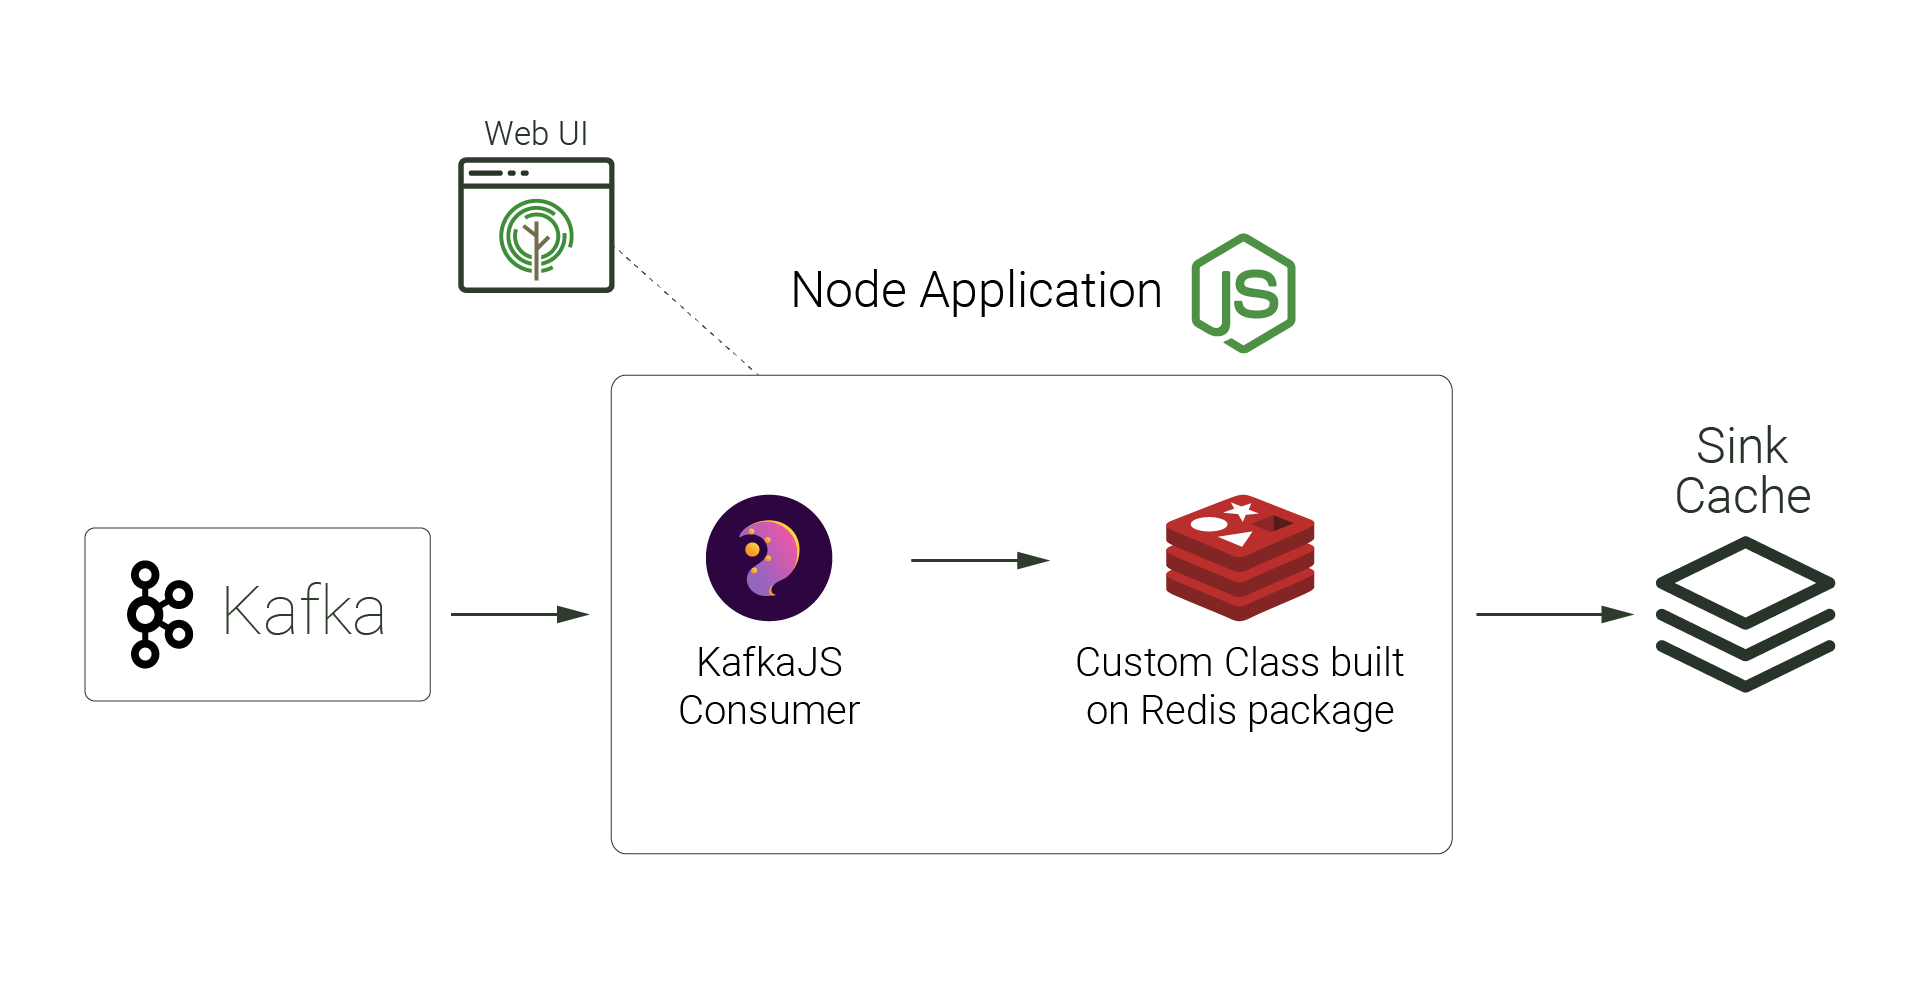 Web UI
Node Application
JS
Sink
Cache
Kafka
KafkaJS
Consumer
Custom Class built
on Redis package